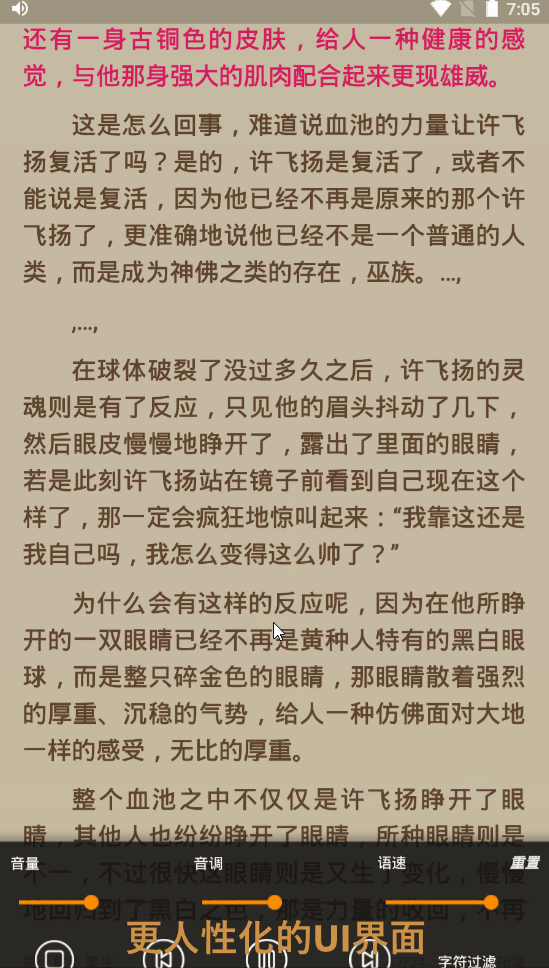 7:05
还有一身古铜色的皮肤，给人一种健康的感
觉，与他那身强大的肌肉配合起来更现雄威。
这是怎么回事，难道说血池的力量让许飞
扬复活了吗？是的，许飞扬是复活了，或者不
能说是复活，因为他已经不再是原来的那个许
飞扬了，更准确地说他已经不是一个普通的人
类，而是成为神佛之类的存在，巫族。...,
,...,
在球体破裂了没过多久之后，许飞扬的灵
魂则是有了反应，只见他的眉头抖动了几下，
然后眼皮慢慢地睁开了，露出了里面的眼睛，
若是此刻许飞扬站在镜子前看到自己现在这个
样了，那一定会疯狂地惊叫起来：“我靠这还是
我自己吗，我怎么变得这么帅了？”
为什么会有这样的反应呢，因为在他所睁
开的一双眼睛已经不再是黄种人特有的黑白眼
球，而是整只碎金色的眼睛，那眼睛散着强烈
的厚重、沉稳的气势，给人一种仿佛面对大地
一样的感受，无比的厚重。
整个血池之中不仅仅是许飞扬睁开了眼
睛，其他人也纷纷睁开了眼睛，所种眼睛则是
音量 音调 语速 重置
不一，不过很快这眼睛则是又生了变化，慢慢
地回归到了黑白之色，那是力量的收回，不再
更人性化的UI界面
字符过滤